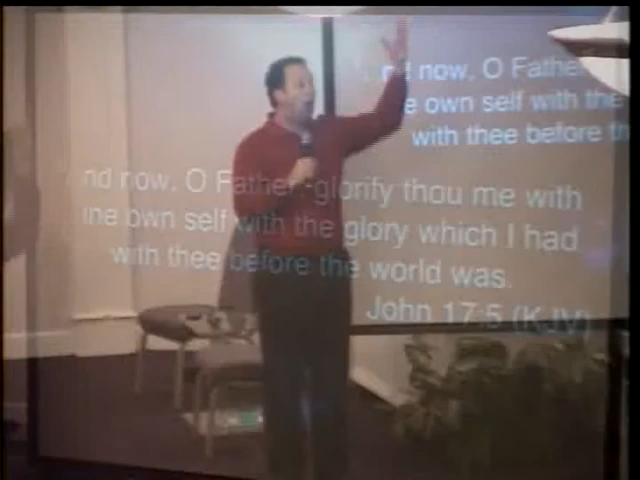 nd now. O Father glorify thou me with
ine own self with the glory which I had
with thee before the world was.
John 17:5 (KJV)
now. O Father
e own self with the
with thee before th